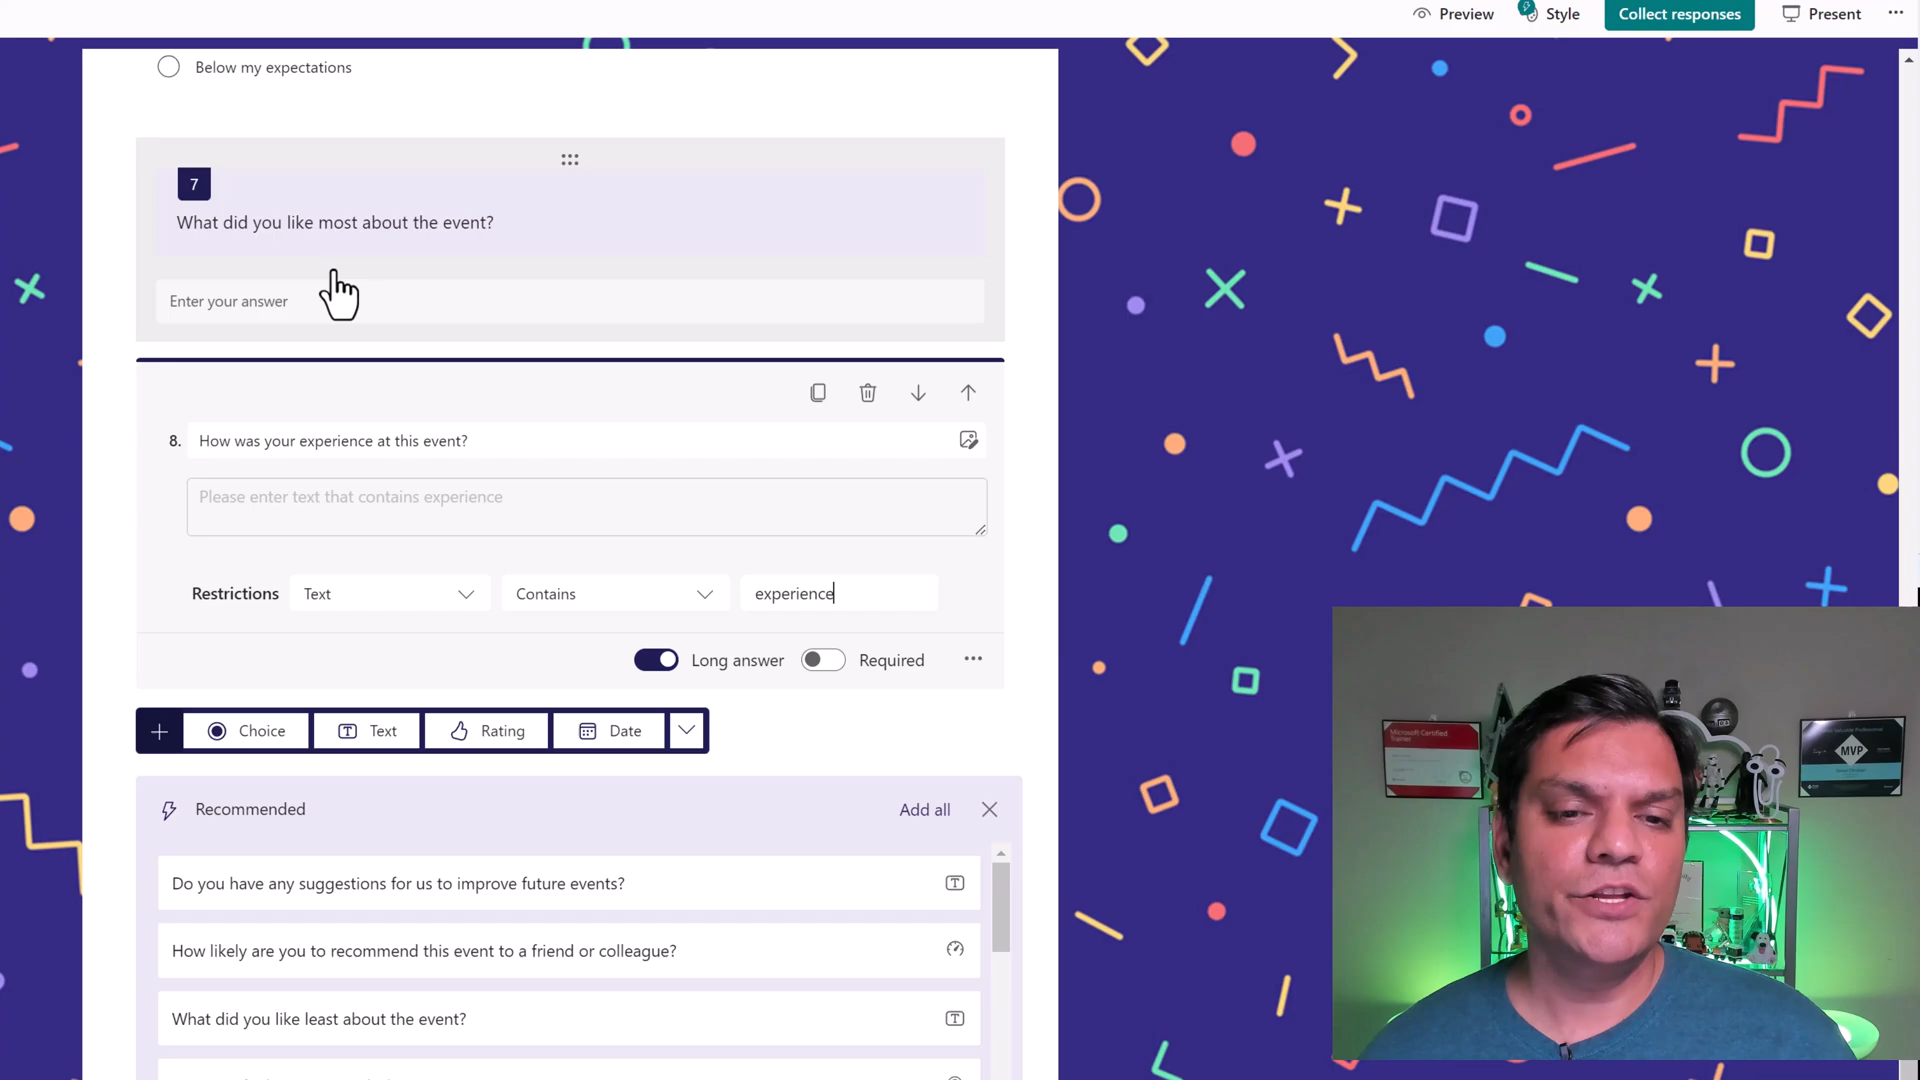 Preview
Style
Collect responses
Present
Below my expectations
7
What did you like most about the event?
Enter your answer
8. How was your experience at this event?
Please enter text that contains experience
Restrictions Text Contains experience
Long answer Required
Choice Text Rating Date
Recommended Add all
Do you have any suggestions for us to improve future events?
How likely are you to recommend this event to a friend or colleague?
What did you like least about the event?
Microsoft Certified
Trainer
MVP